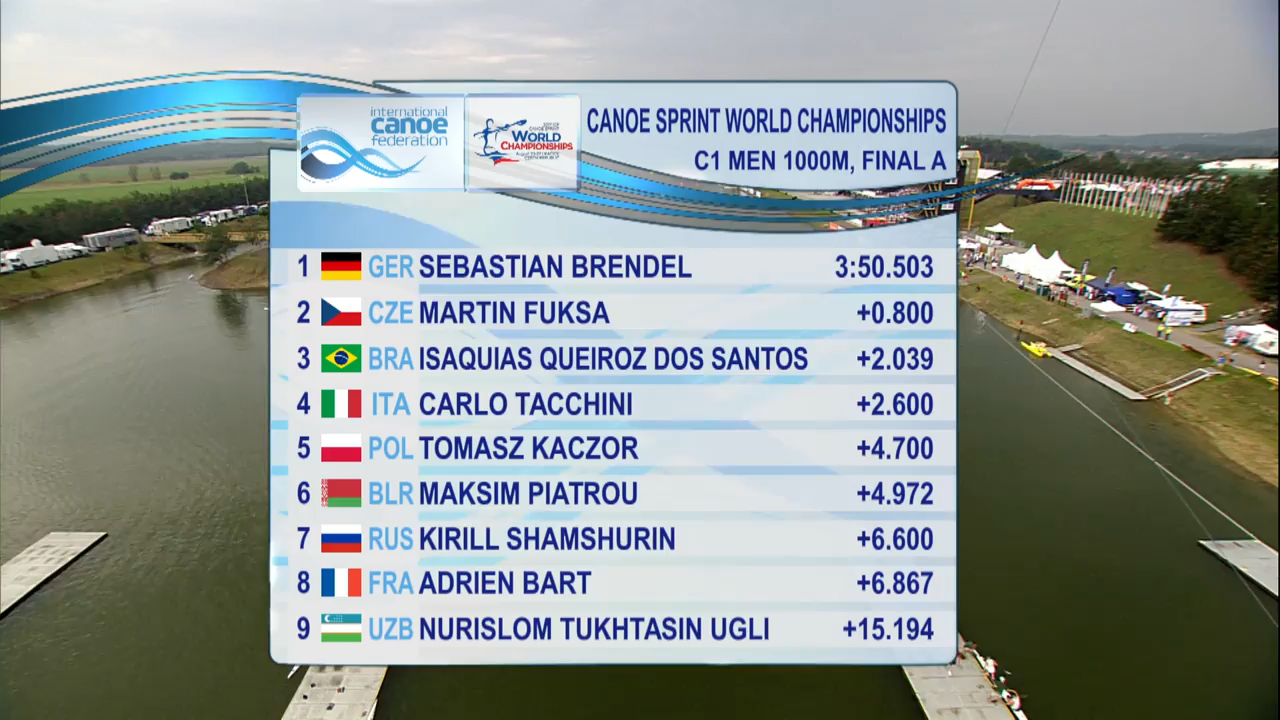 international
canoe
federation
WORLD
CHAMPIONSHIPS
CANOE SPRINT WORLD CHAMPIONSHIPS
C1 MEN 1000M, FINAL A
1 GER SEBASTIAN BRENDEL 3:50.503
2 CZE MARTIN FUKSA +0.800
3 BRA ISAQUIAS QUEIROZ DOS SANTOS +2.039
4 ITA CARLO TACCHINI +2.600
5 POL TOMASZ KACZOR +4.700
6 BLR MAKSIM PIATROU +4.972
7 RUS KIRILL SHAMSHURIN +6.600
8 FRA ADRIEN BART +6.867
9 UZB NURISLOM TUKHTASIN UGLI +15.194